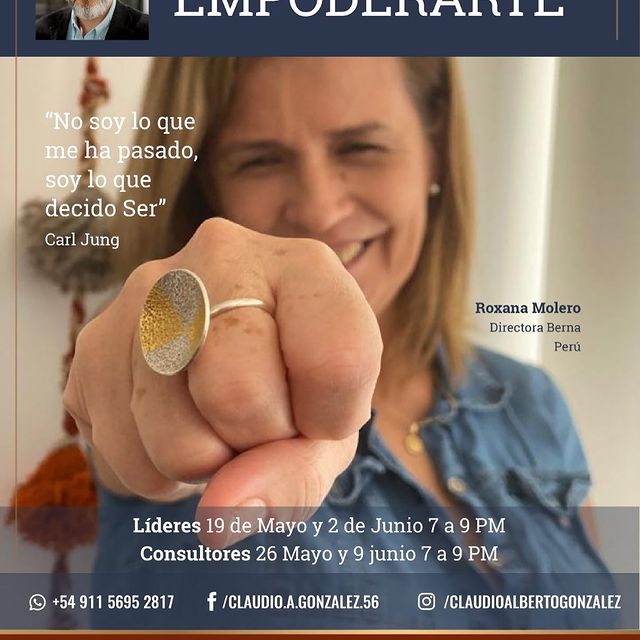 EMPODERARTE
“No soy lo que
me ha pasado,
soy lo que
decido Ser”
Carl Jung
Roxana Molero
Directora Berna
Perú
Líderes 19 de Mayo y 2 de Junio 7 a 9 PM
Consultores 26 Mayo y 9 junio 7 a 9 PM
+54 911 5695 2817 /CLAUDIO.A.GONZALEZ.56 /CLAUDIOALBERTOGONZALEZ